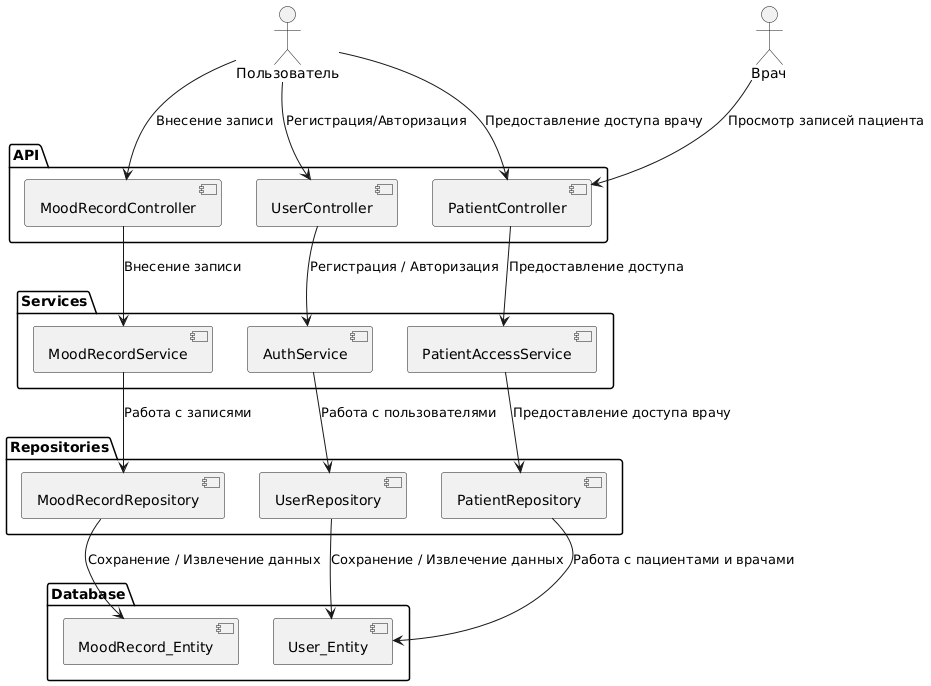 Пользователь
Врач
Внесение записи
Регистрация/Авторизация
Предоставление доступа врачу
Просмотр записей пациента
API
MoodRecordController
UserController
PatientController
Внесение записи
Регистрация / Авторизация
Предоставление доступа
Services
MoodRecordService
AuthService
PatientAccessService
Работа с записями
Работа с пользователями
Предоставление доступа врачу
Repositories
MoodRecordRepository
UserRepository
PatientRepository
Сохранение / Извлечение данных
Сохранение / Извлечение данных
Работа с пациентами и врачами
Database
MoodRecord_Entity
User_Entity